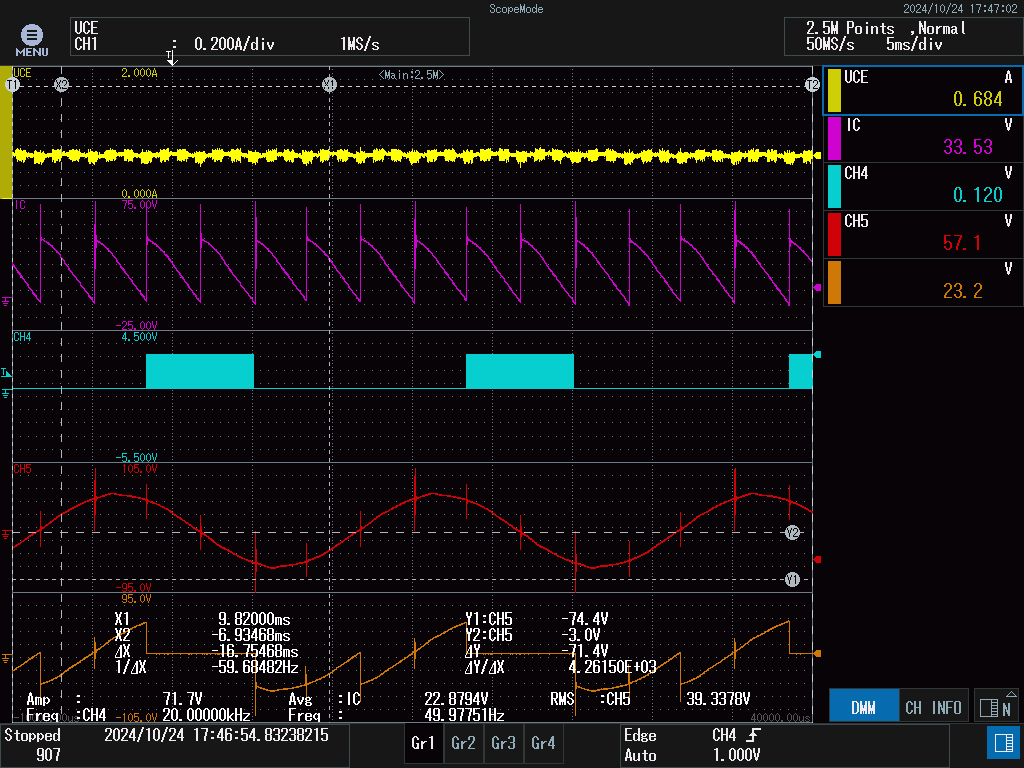 ScopeMode
2024/10/24 17:47:02
MENU
UCE
CH1 : 0.200A/div 1MS/s
2.5M Points ,Normal
50MS/s 5ms/div
UCE 2.000A <Main:2.5M>
T1 X2 X1 T2
0.000A
IC 75.00V
-25.00V
CH4 4.500V
-5.500V
CH5 105.0V
Y2
Y1
-95.0V
95.0V
X1 9.82000ms Y1:CH5 -74.4V
X2 -6.93468ms Y2:CH5 -3.0V
ΔX -16.75468ms ΔY -71.4V
1/ΔX -59.68482Hz ΔY/ΔX 4.26150E+03
Amp : 71.7V Avg :IC 22.8794V RMS :CH5 39.3378V
Freq :CH4 20.00000kHz Freq : 49.97751Hz
-105.0V
40000.00us
UCE A
0.684
IC V
33.53
CH4 V
0.120
CH5 V
57.1
V
23.2
DMM CH INFO N
Stopped 2024/10/24 17:46:54.83238215
907
Gr1 Gr2 Gr3 Gr4
Edge CH4
Auto 1.000V